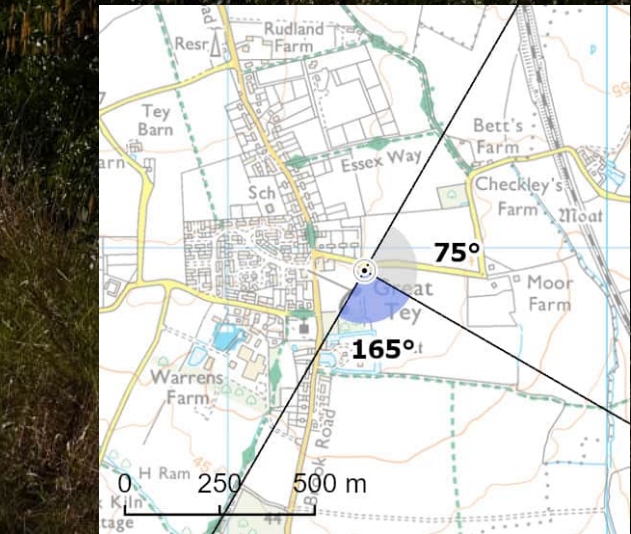 Rudland
Farm
Resr
Tey
Barn
Bett's
Farm
Essex Way
Sch
Checkley's
Farm
Moat
75°
Moor
Farm
Great
Tey
165°
Warrens
Farm
Road
H Ram
0 250 500 m
Kiln
44